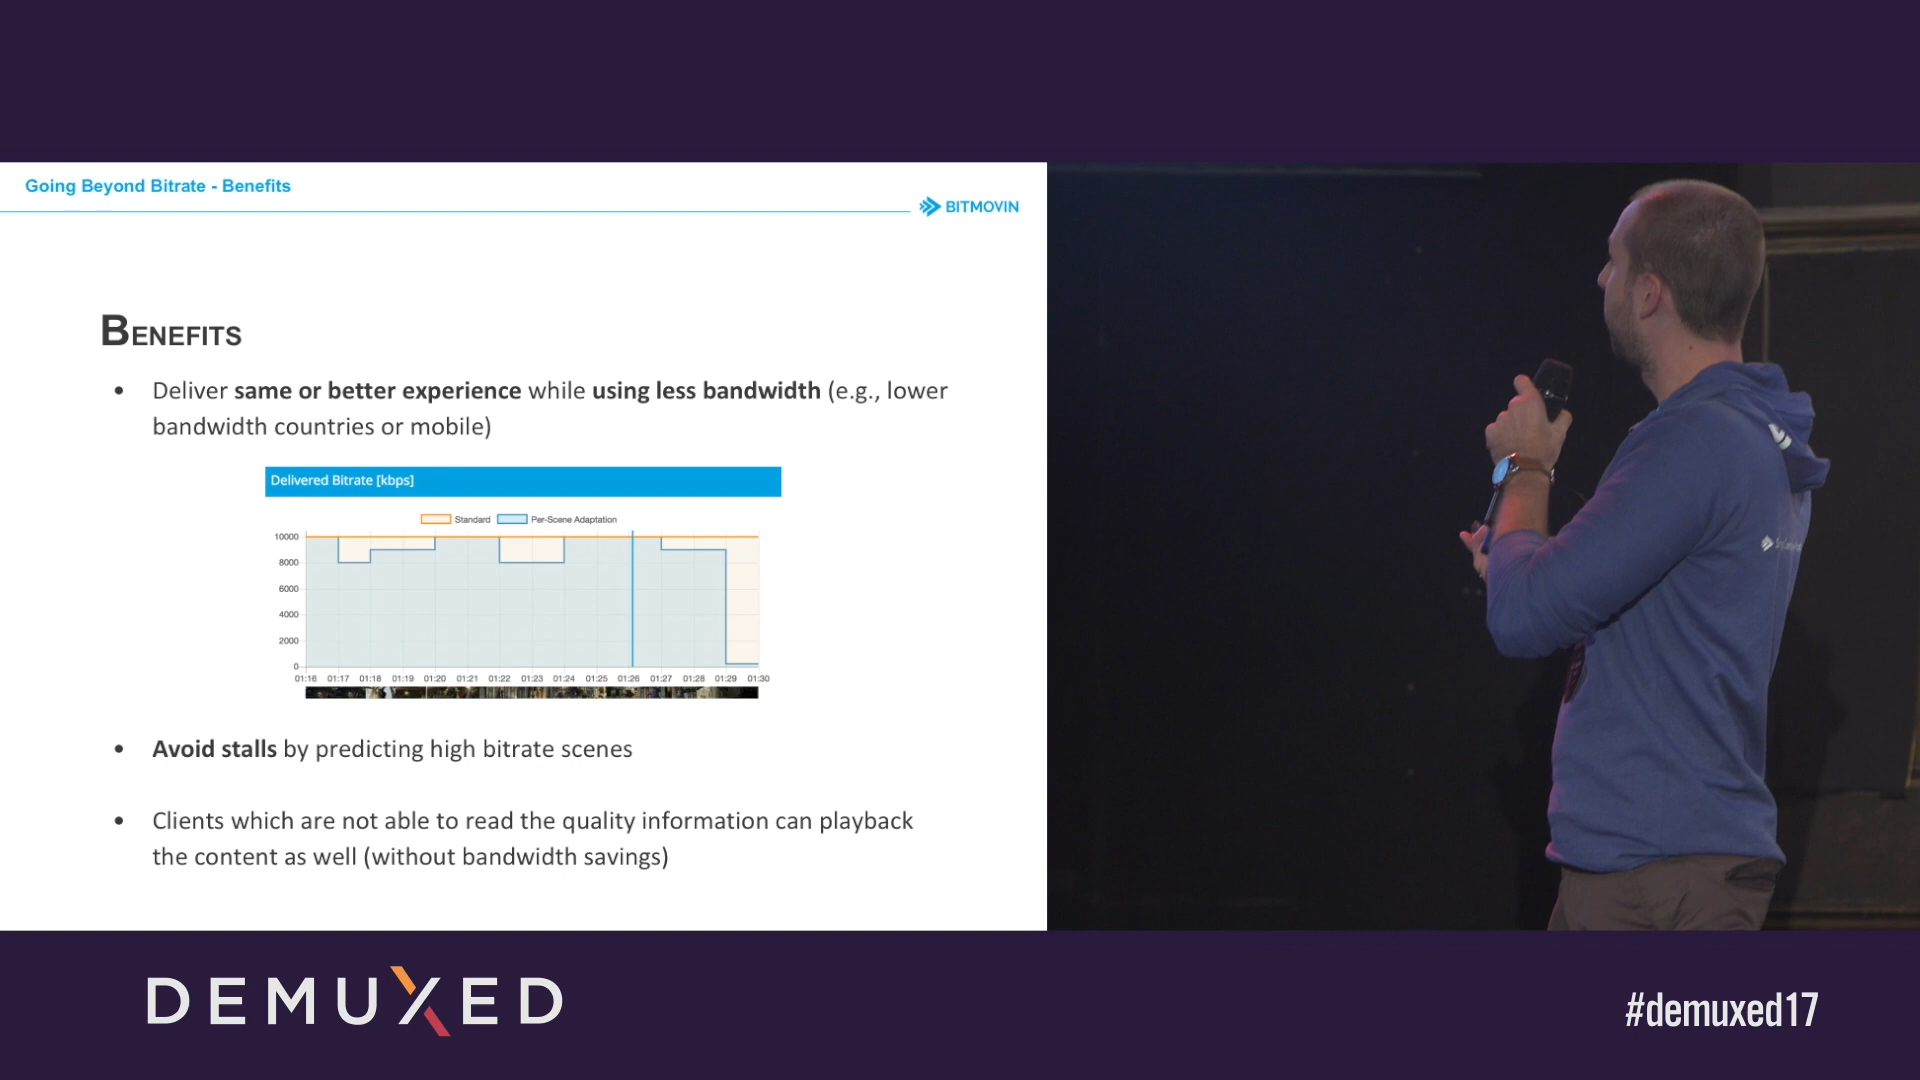 Going Beyond Bitrate - Benefits
BITMOVIN
BENEFITS
• Deliver same or better experience while using less bandwidth (e.g., lower
bandwidth countries or mobile)
Delivered Bitrate [kbps]
Standard Per-Scene Adaptation
10000
8000
6000
4000
2000
0
01:16 01:17 01:18 01:19 01:20 01:21 01:22 01:23 01:24 01:25 01:26 01:27 01:28 01:29 01:30
• Avoid stalls by predicting high bitrate scenes
• Clients which are not able to read the quality information can playback
the content as well (without bandwidth savings)
DEMUXED
#demuxed17